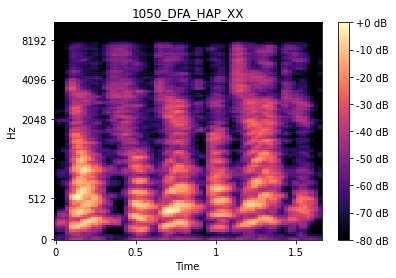 1050_DFA_HAP_XX
+0 dB
8192
-10 dB
4096
-20 dB
-30 dB
2048
Hz
-40 dB
1024
-50 dB
512
-60 dB
-70 dB
0
-80 dB
0 0.5 1 1.5
Time